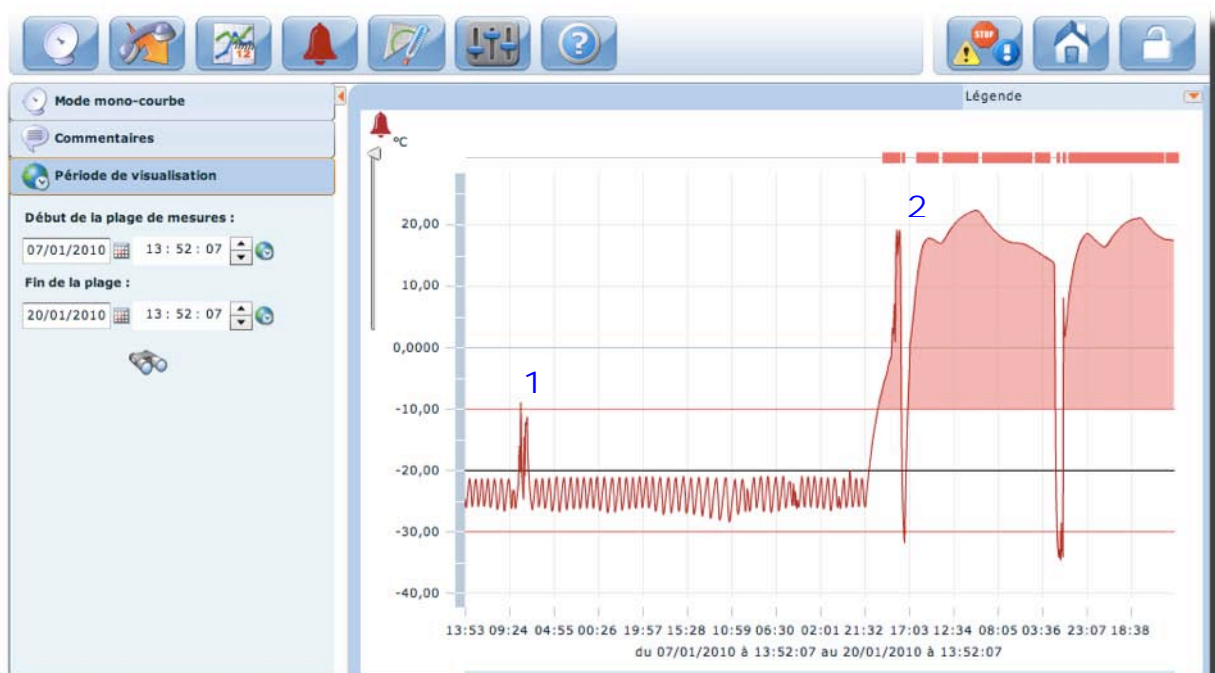 STOP
12
?
Mode mono-courbe
Commentaires
Période de visualisation
Début de la plage de mesures :
07/01/2010 13 : 52 : 07
Fin de la plage :
20/01/2010 13 : 52 : 07
Légende
°C
20,00
10,00
0,0000
-10,00
-20,00
-30,00
-40,00
1
2
13:53 09:24 04:55 00:26 19:57 15:28 10:59 06:30 02:01 21:32 17:03 12:34 08:05 03:36 23:07 18:38
du 07/01/2010 à 13:52:07 au 20/01/2010 à 13:52:07